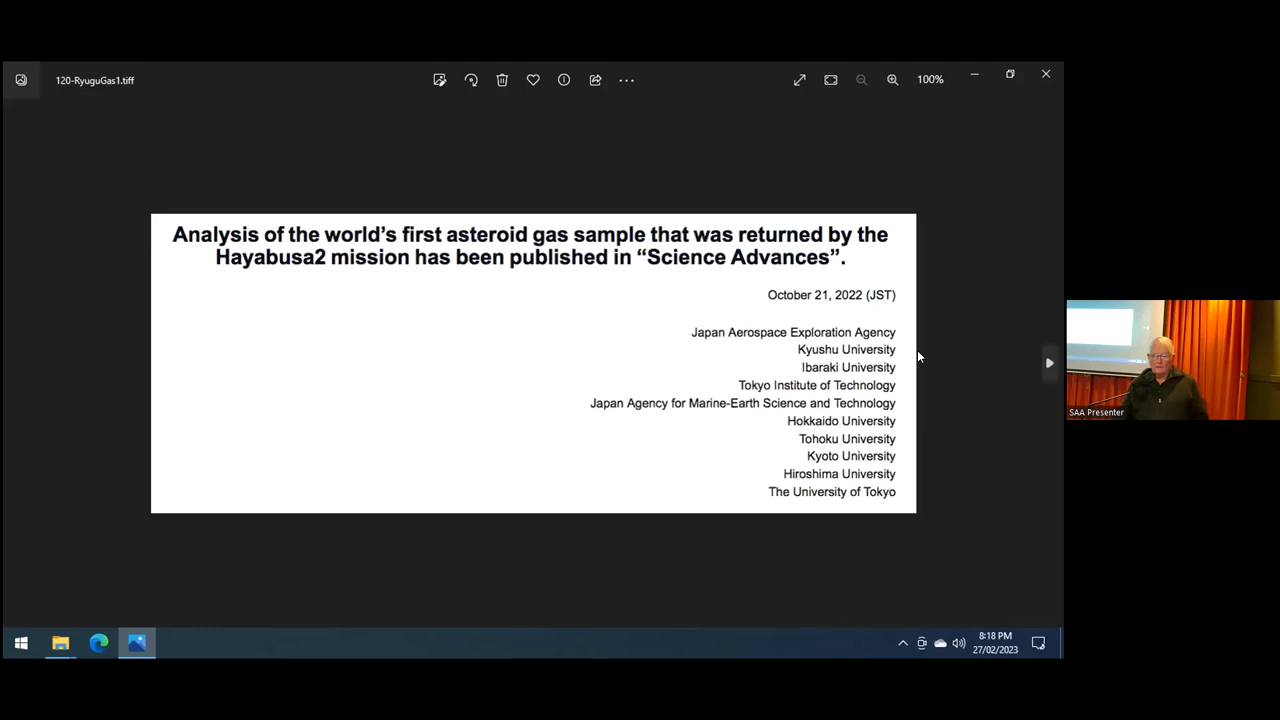 120-RyuguGas1.tiff
100%
Analysis of the world’s first asteroid gas sample that was returned by the
Hayabusa2 mission has been published in “Science Advances”.
October 21, 2022 (JST)
Japan Aerospace Exploration Agency
Kyushu University
Ibaraki University
Tokyo Institute of Technology
Japan Agency for Marine-Earth Science and Technology
Hokkaido University
Tohoku University
Kyoto University
Hiroshima University
The University of Tokyo
SAA Presenter
8:18 PM
27/02/2023